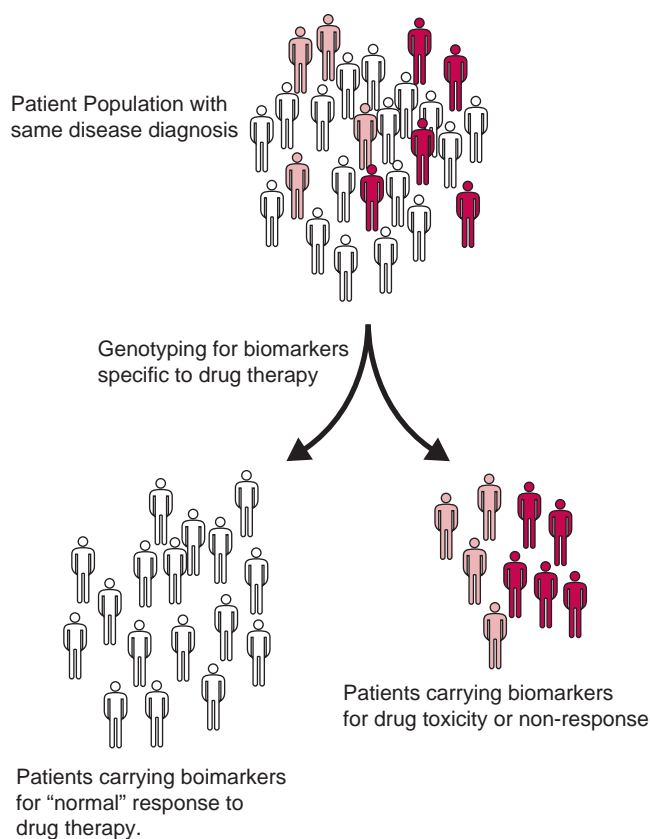 Patient Population with
same disease diagnosis
Genotyping for biomarkers
specific to drug therapy
Patients carrying biomarkers
for drug toxicity or non-response
Patients carrying boimarkers
for “normal” response to
drug therapy.